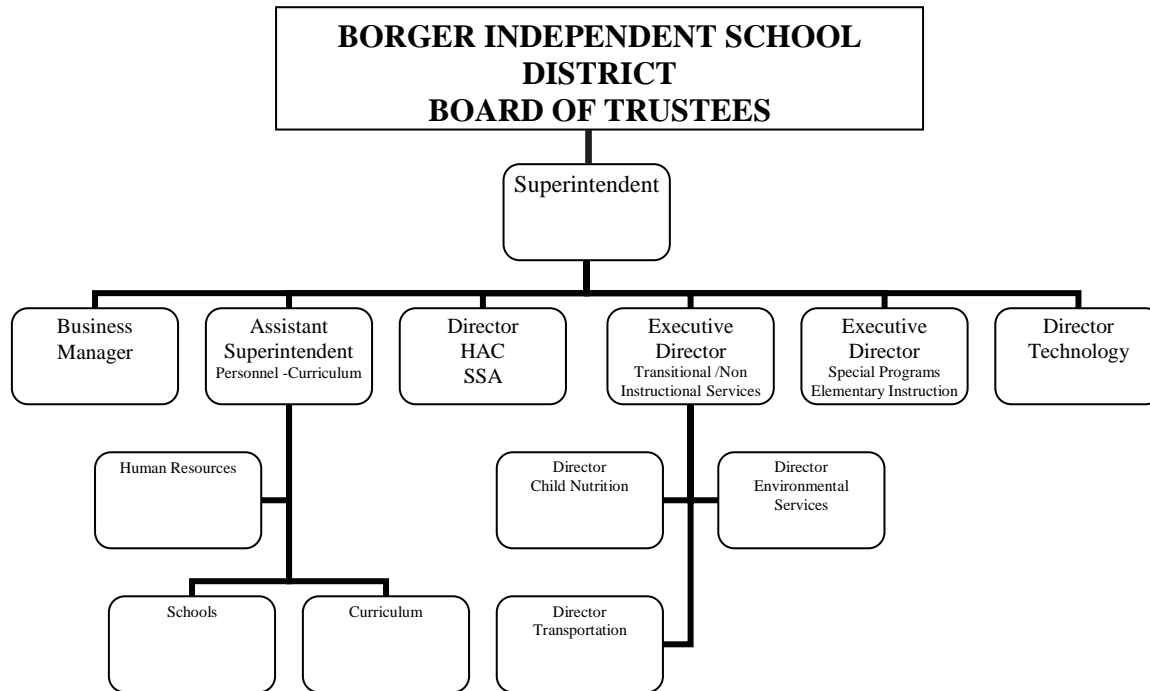 BORGER INDEPENDENT SCHOOL
DISTRICT
BOARD OF TRUSTEES
Superintendent
Business
Manager
Assistant
Superintendent
Personnel -Curriculum
Director
HAC
SSA
Executive
Director
Transitional /Non
Instructional Services
Executive
Director
Special Programs
Elementary Instruction
Director
Technology
Human Resources
Director
Child Nutrition
Director
Environmental
Services
Schools
Curriculum
Director
Transportation